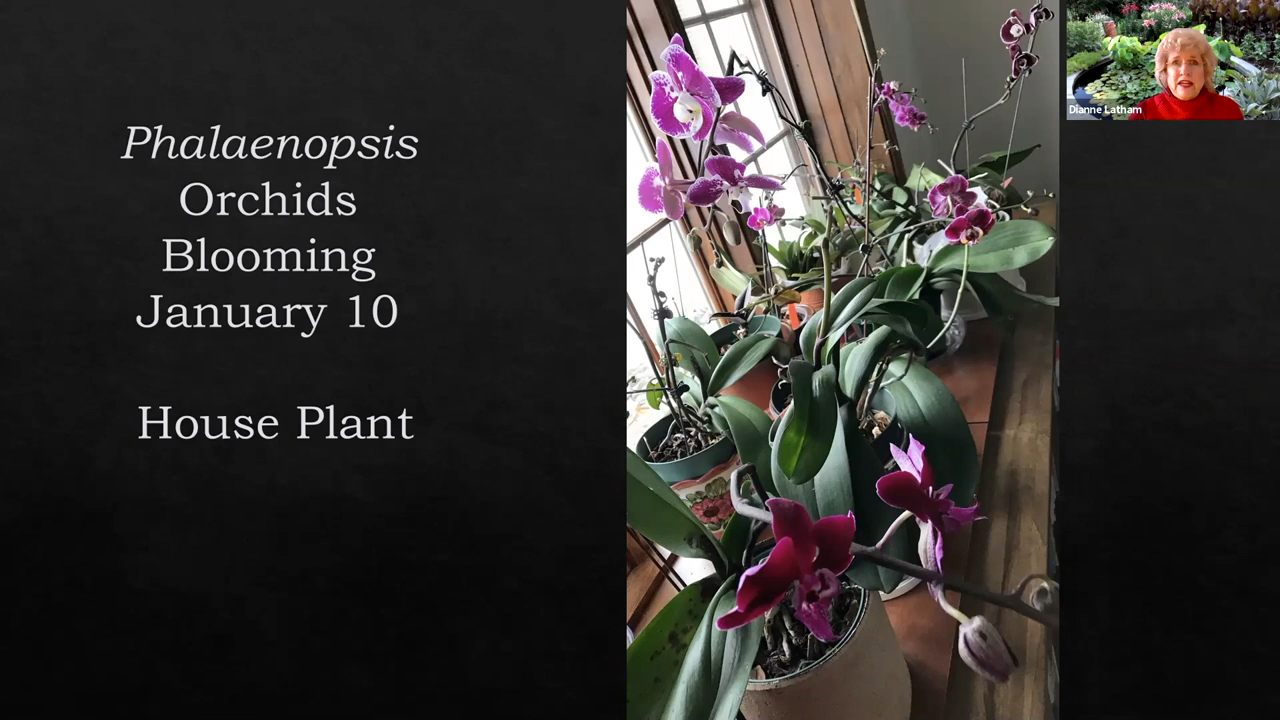 Phalaenopsis
Orchids
Blooming
January 10
House Plant
Dianne Latham